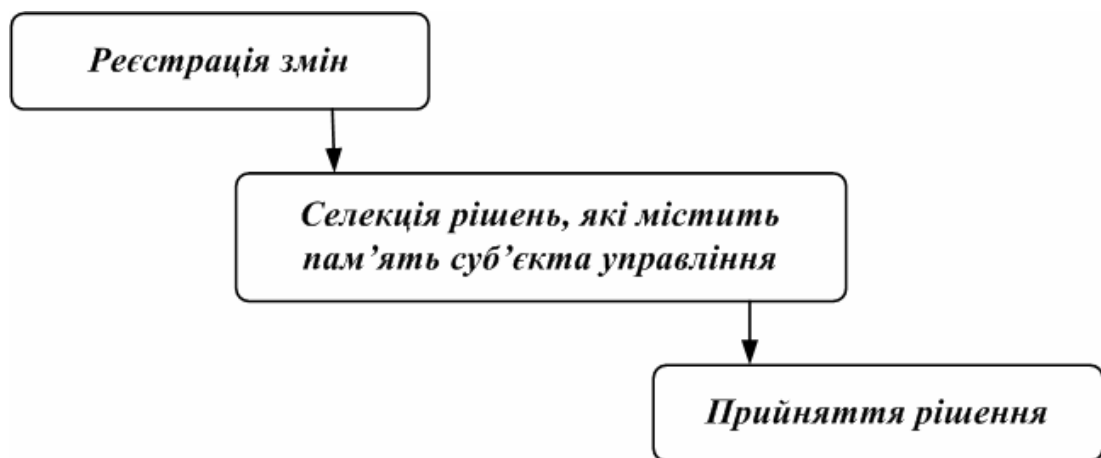 Реєстрація змін
Селекція рішень, які містить
пам’ять суб’єкта управління
Прийняття рішення